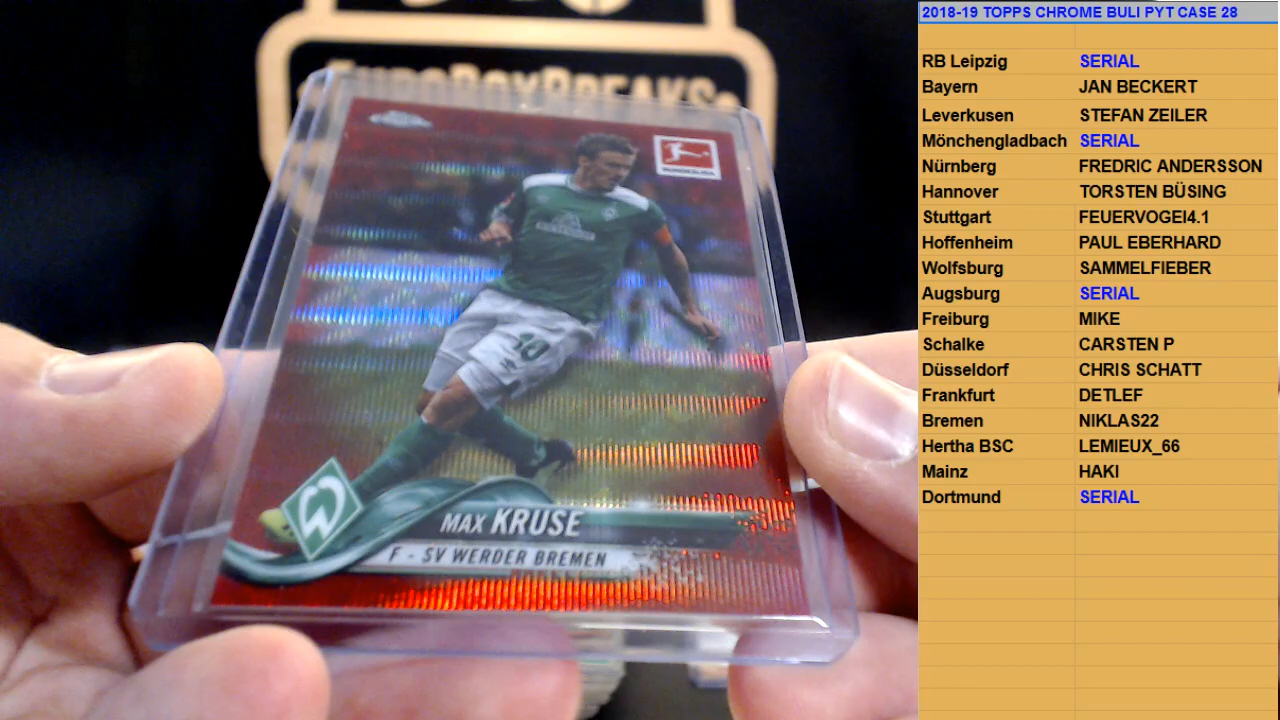 EUROBOXBREAKS
BUNDESLIGA
10
MAX KRUSE
F - SV WERDER BREMEN
2018-19 TOPPS CHROME BULI PYT CASE 28
RB Leipzig SERIAL
Bayern JAN BECKERT
Leverkusen STEFAN ZEILER
Mönchengladbach SERIAL
Nürnberg FREDRIC ANDERSSON
Hannover TORSTEN BÜSING
Stuttgart FEUERVOGEl4.1
Hoffenheim PAUL EBERHARD
Wolfsburg SAMMELFIEBER
Augsburg SERIAL
Freiburg MIKE
Schalke CARSTEN P
Düsseldorf CHRIS SCHATT
Frankfurt DETLEF
Bremen NIKLAS22
Hertha BSC LEMIEUX_66
Mainz HAKI
Dortmund SERIAL